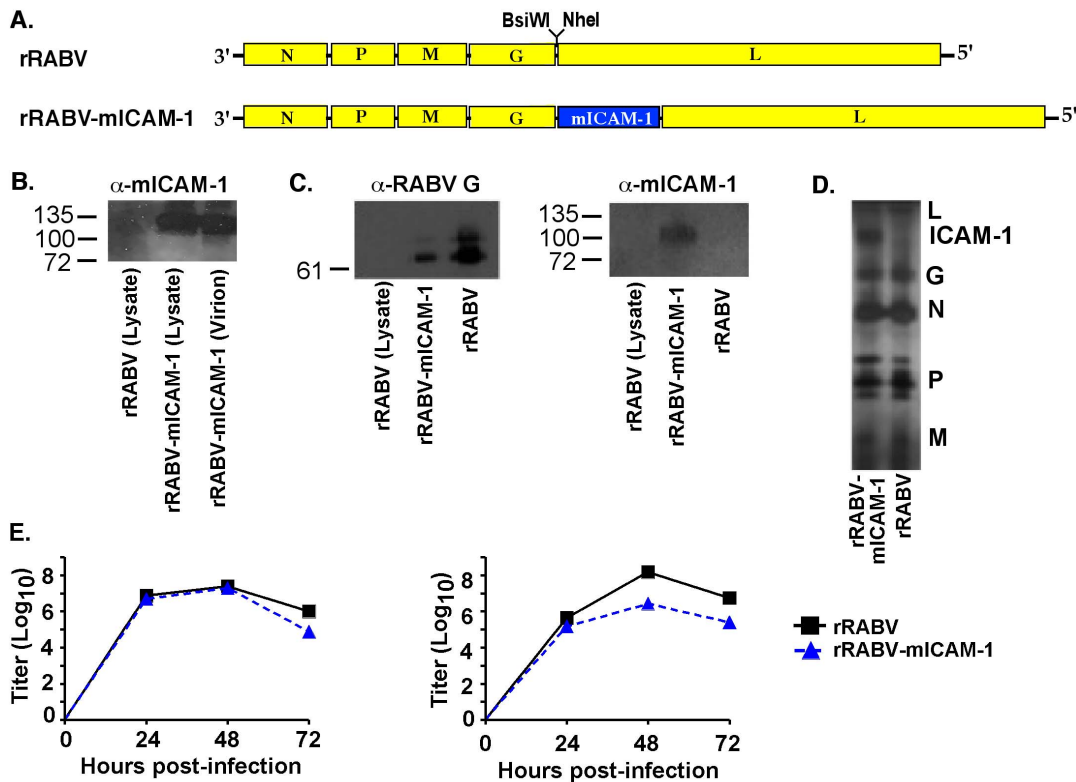 A.
BsiWI NheI
rRABV
3' N P M G L 5'
rRABV-mICAM-1
3' N P M G mICAM-1 L 5'
B.
α-mICAM-1
135
100
72
rRABV (Lysate)
rRABV-mICAM-1 (Lysate)
rRABV-mICAM-1 (Virion)
C.
α-RABV G
61
rRABV (Lysate)
rRABV-mICAM-1
rRABV
α-mICAM-1
135
100
72
rRABV (Lysate)
rRABV-mICAM-1
rRABV
D.
L
ICAM-1
G
N
P
M
rRABV-
mICAM-1
rRABV
E.
Titer (Log10)
8
6
4
2
0
0 24 48 72
Hours post-infection
Titer (Log10)
8
6
4
2
0
0 24 48 72
Hours post-infection
rRABV
rRABV-mICAM-1